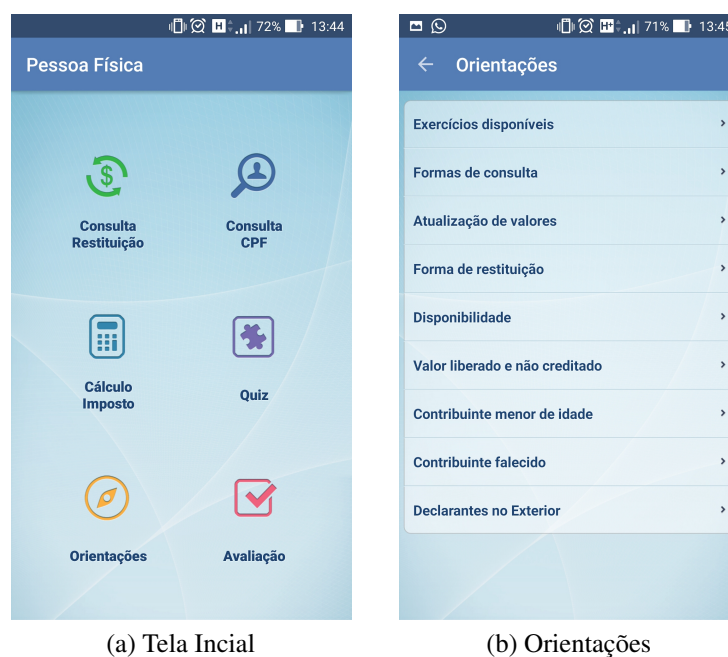 72% 13:44
Pessoa Física
Consulta
Restituição
Consulta
CPF
Cálculo
Imposto
Quiz
Orientações
Avaliação
(a) Tela Incial
H+ 71% 13:45
Orientações
Exercícios disponíveis
Formas de consulta
Atualização de valores
Forma de restituição
Disponibilidade
Valor liberado e não creditado
Contribuinte menor de idade
Contribuinte falecido
Declarantes no Exterior
(b) Orientações